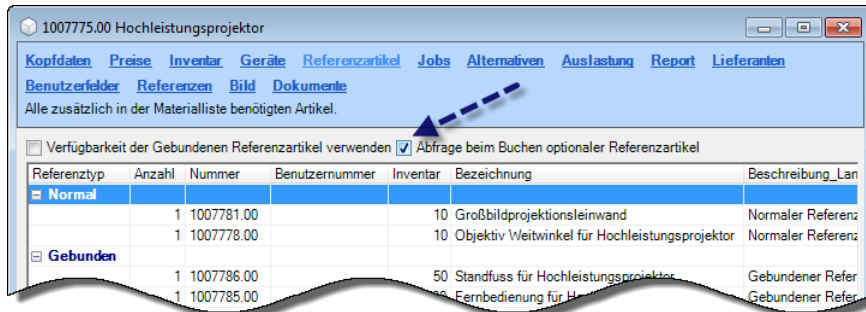 1007775.00 Hochleistungsprojektor
Kopfdaten Preise Inventar Geräte Referenzartikel Jobs Alternativen Auslastung Report Lieferanten
Benutzerfelder Referenzen Bild Dokumente
Alle zusätzlich in der Materialliste benötigten Artikel.
Verfügbarkeit der Gebundenen Referenzartikel verwenden Abfrage beim Buchen optionaler Referenzartikel
Referenztyp Anzahl Nummer Benutzernummer Inventar Bezeichnung Beschreibung_Lan
Normal
1 1007781.00 10 Großbildprojektionsleinwand Normaler Referenz
1 1007778.00 10 Objektiv Weitwinkel für Hochleistungsprojektor Normaler Referenz
Gebunden
1 1007786.00 50 Standfuss für Hochleistungsprojektor Gebundener Refer
1 1007785.00 Fernbedienung für Gebundener Refer